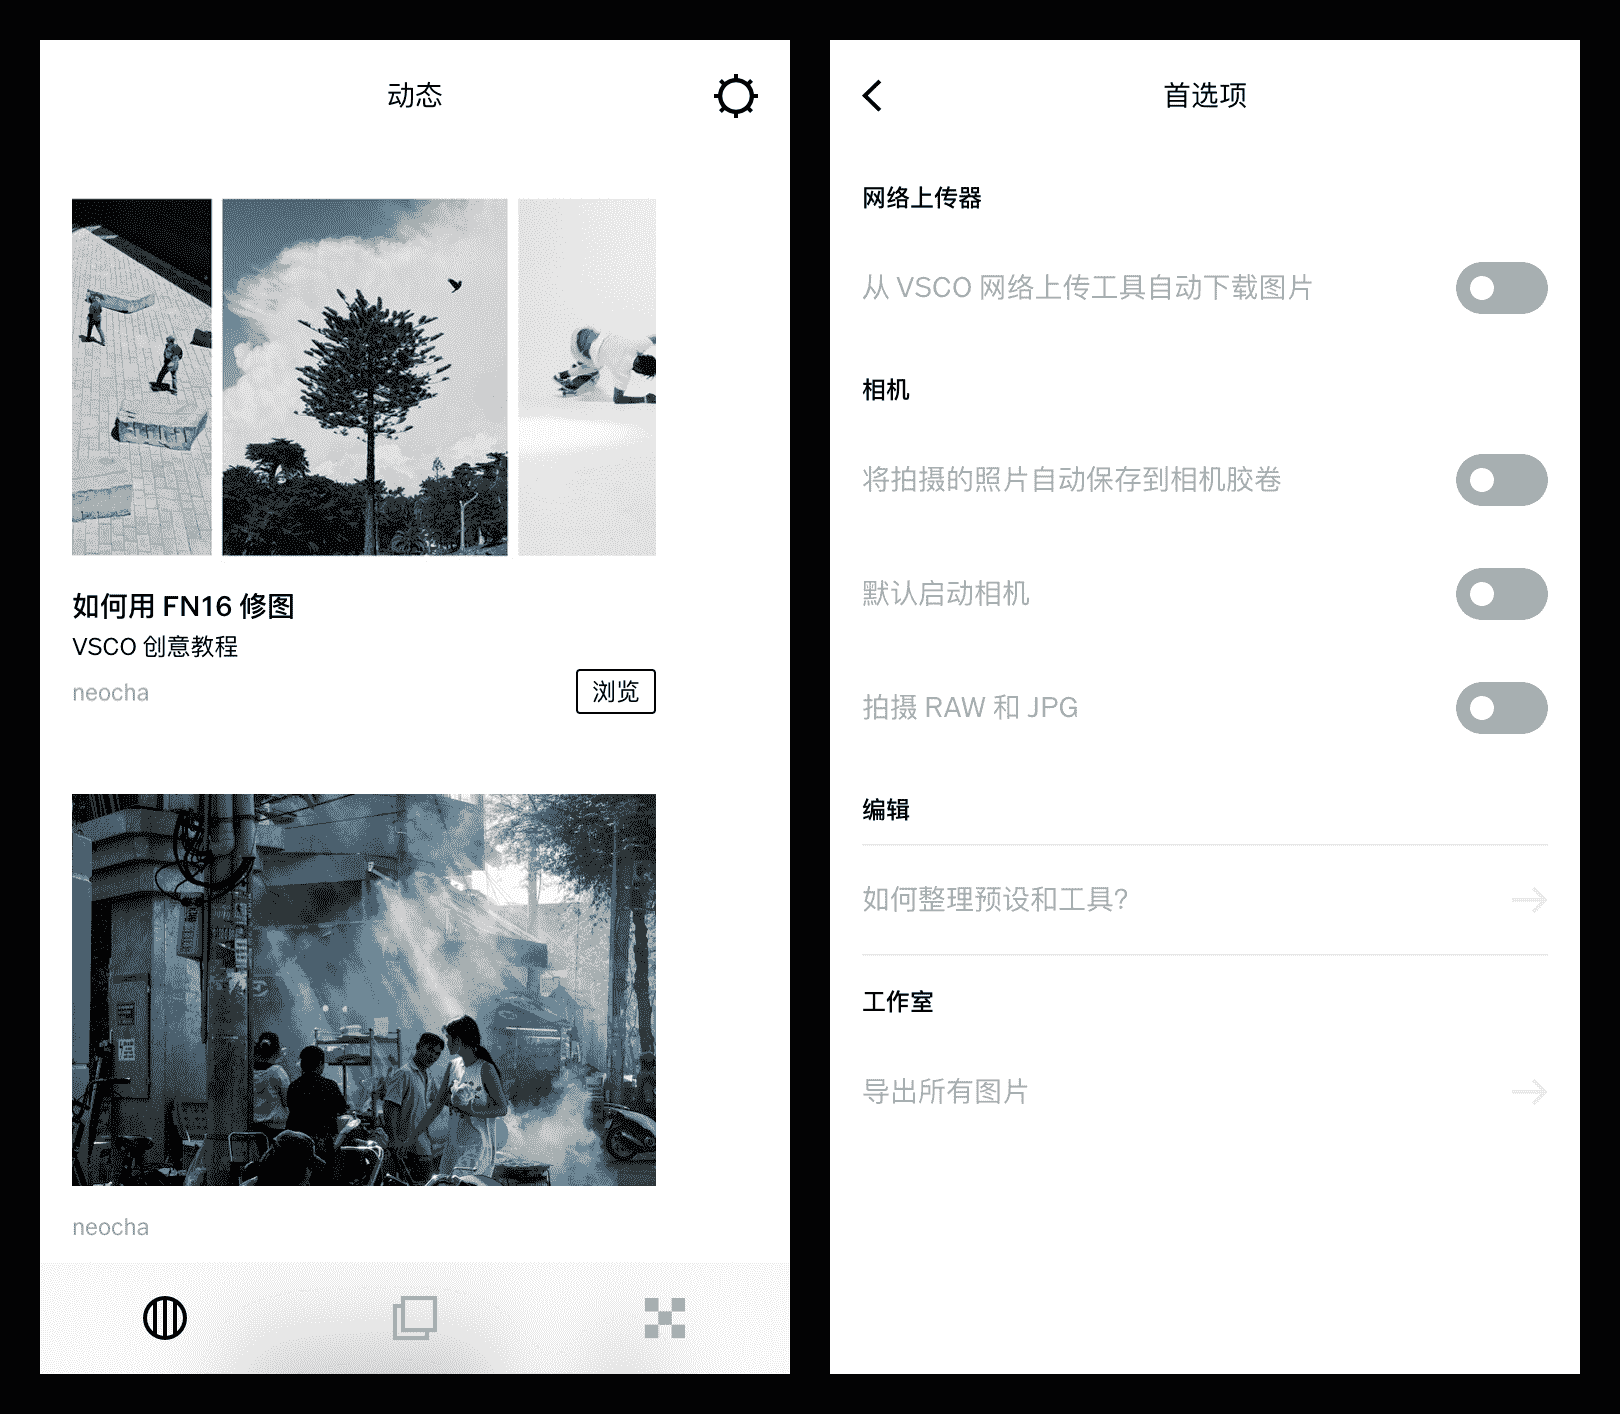 动态
如何用 FN16 修图
VSCO 创意教程
neocha
浏览
neocha
首选项
网络上传器
从 VSCO 网络上传工具自动下载图片
相机
将拍摄的照片自动保存到相机胶卷
默认启动相机
拍摄 RAW 和 JPG
编辑
如何整理预设和工具?
工作室
导出所有图片